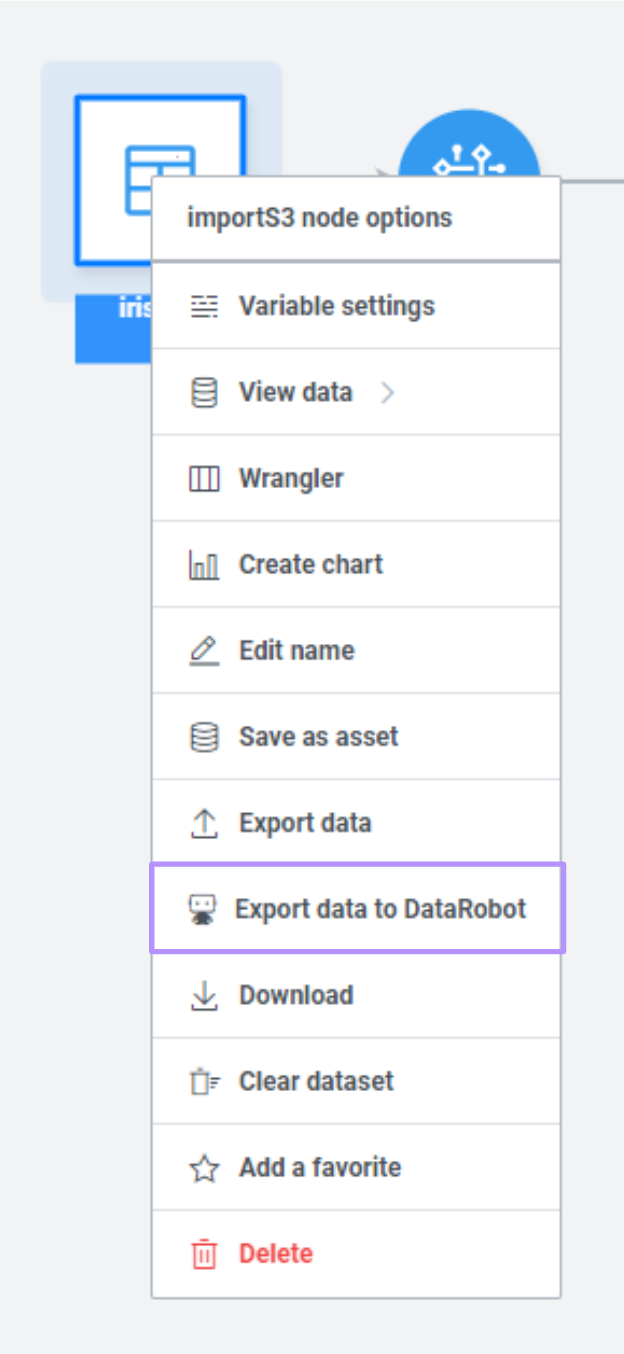 importS3 node options
iris
Variable settings
View data
Wrangler
Create chart
Edit name
Save as asset
Export data
Export data to DataRobot
Download
Clear dataset
Add a favorite
Delete